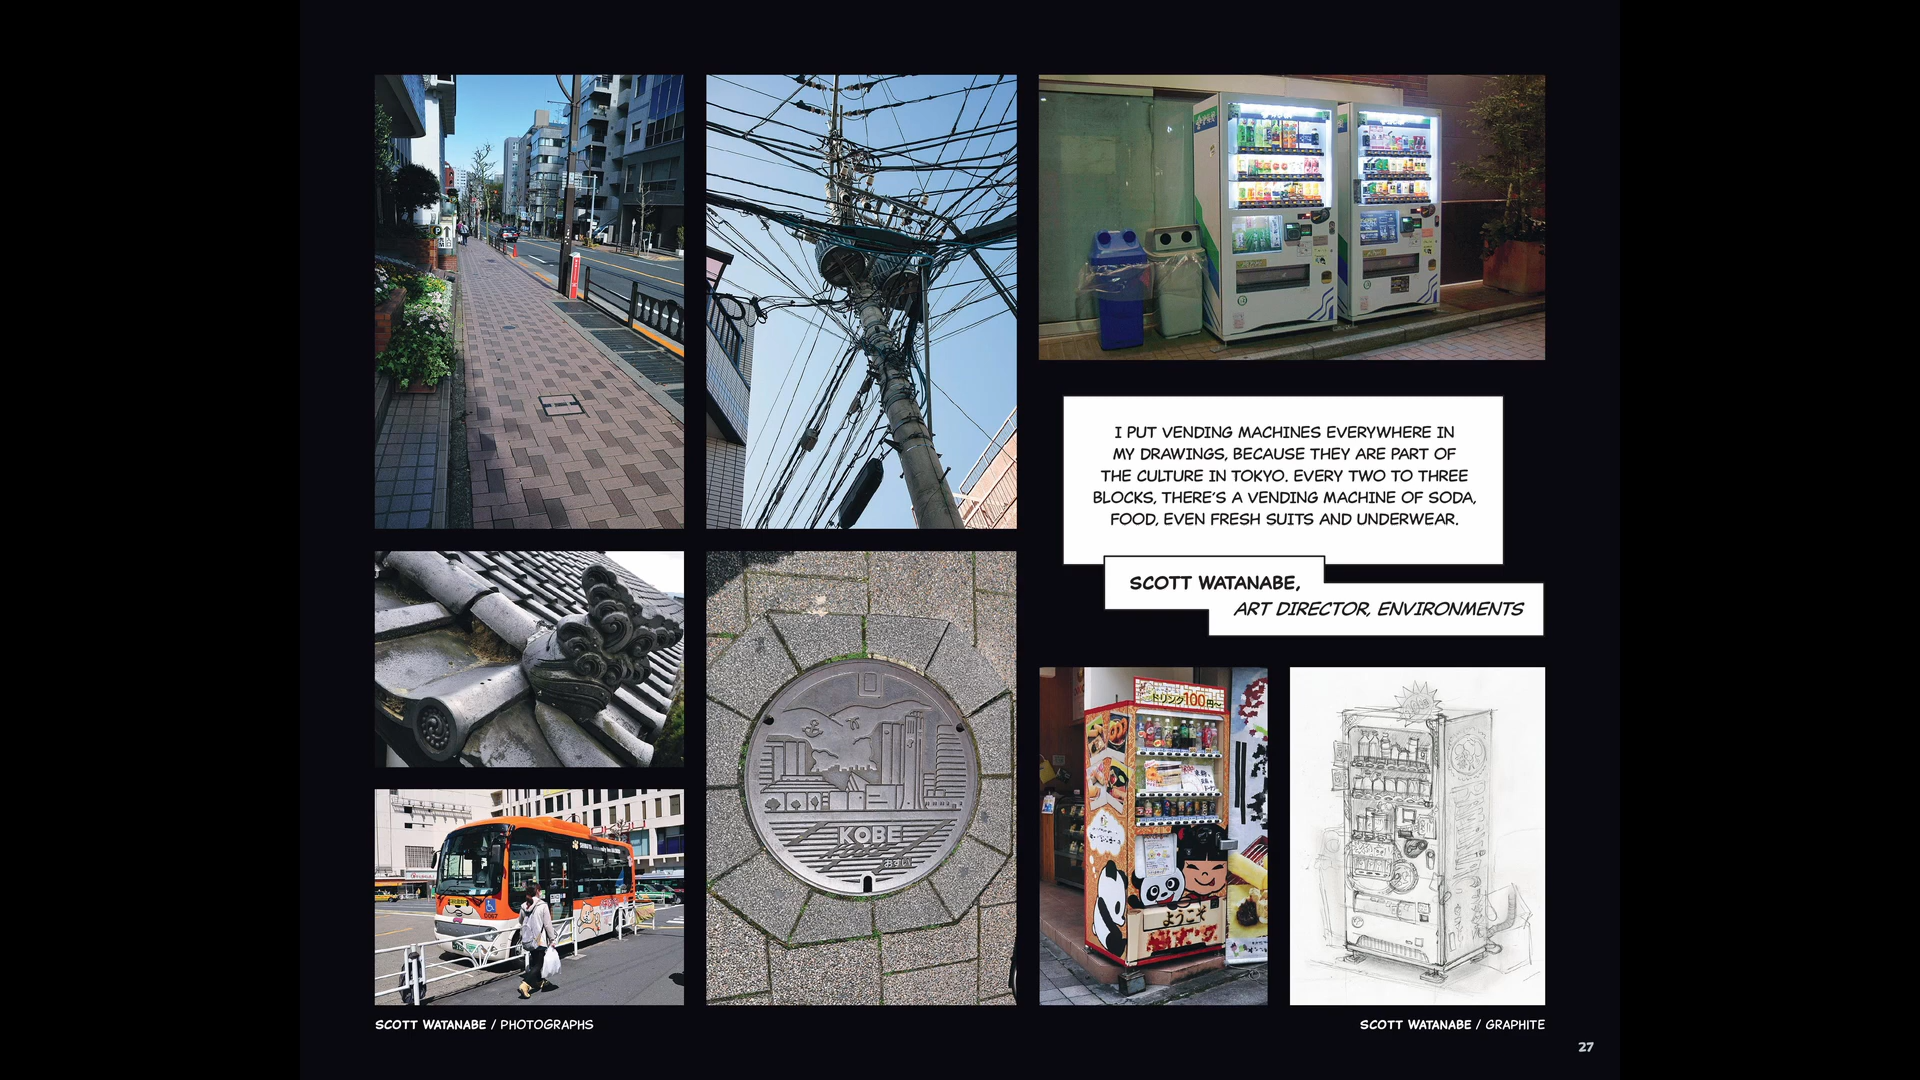 I PUT VENDING MACHINES EVERYWHERE IN
MY DRAWINGS, BECAUSE THEY ARE PART OF
THE CULTURE IN TOKYO. EVERY TWO TO THREE
BLOCKS, THERE'S A VENDING MACHINE OF SODA,
FOOD, EVEN FRESH SUITS AND UNDERWEAR.
SCOTT WATANABE,
ART DIRECTOR, ENVIRONMENTS
KOBE
おすい
ドリンク100円〜
ようこそ
SCOTT WATANABE / PHOTOGRAPHS
SCOTT WATANABE / GRAPHITE
27